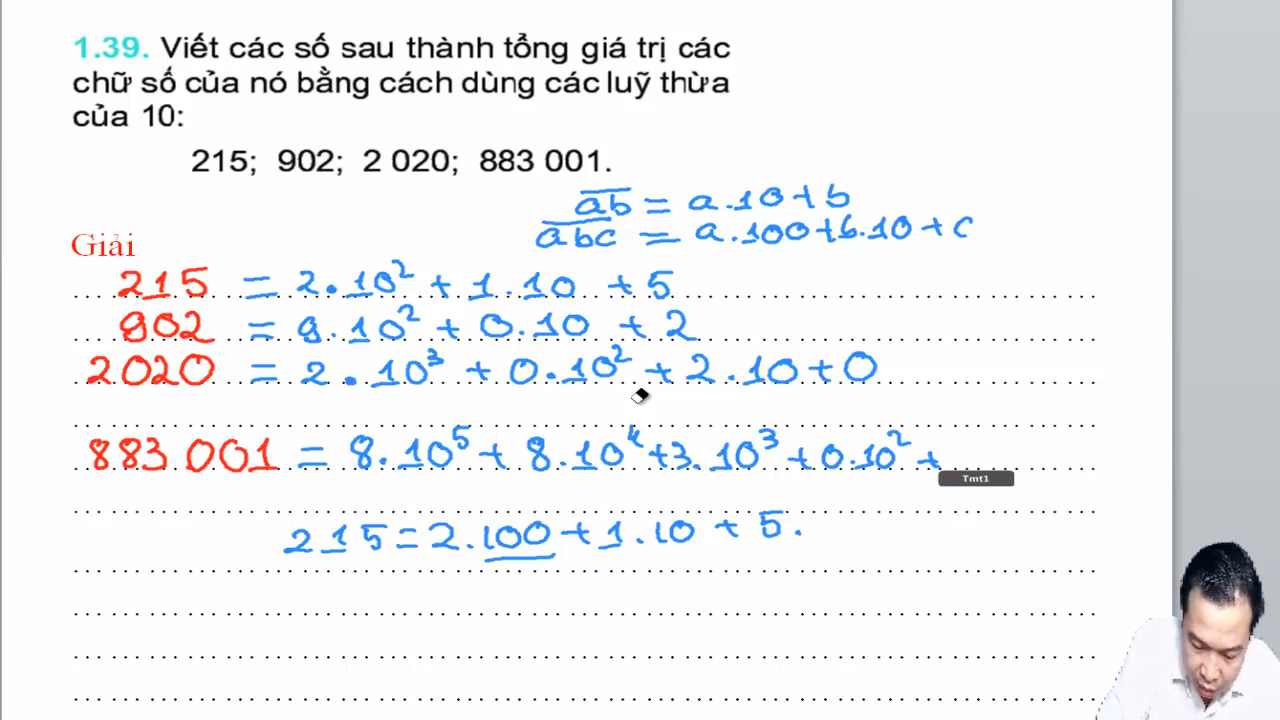 1.39. Viết các số sau thành tổng giá trị các
chữ số của nó bằng cách dùng các luỹ thừa
của 10:
215; 902; 2 020; 883 001.
ab = a.10+b
abc = a.100+b.10+c
Giải
215 = 2.10² + 1.10 + 5
902 = 9.10² + 0.10 + 2
2020 = 2.10³ + 0.10² + 2.10+0
883 001 = 8.10⁵ + 8.10⁴ +3.10³ + 0.10² +
Tmt1
215 = 2.100 + 1.10 + 5.